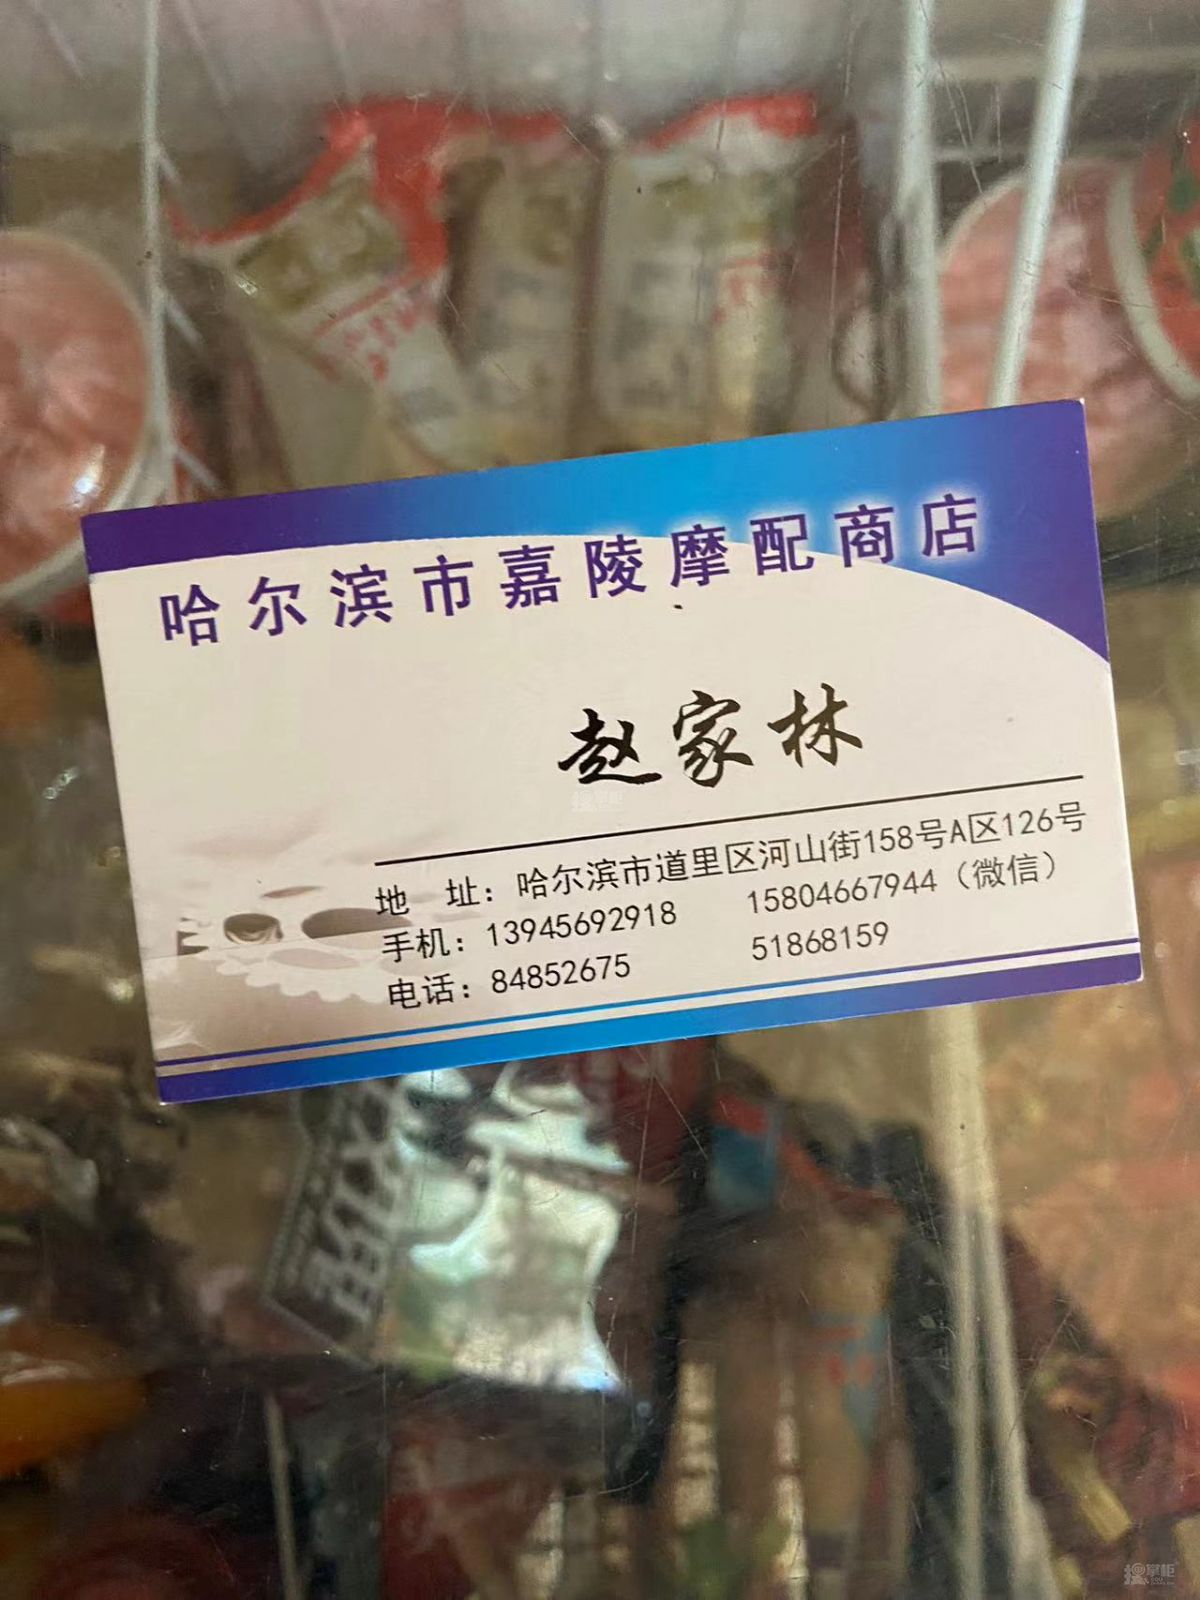 哈尔滨市嘉陵摩配商店
赵家林
地 址：哈尔滨市道里区河山街158号A区126号
手机：13945692918 15804667944（微信）
电话：84852675 51868159